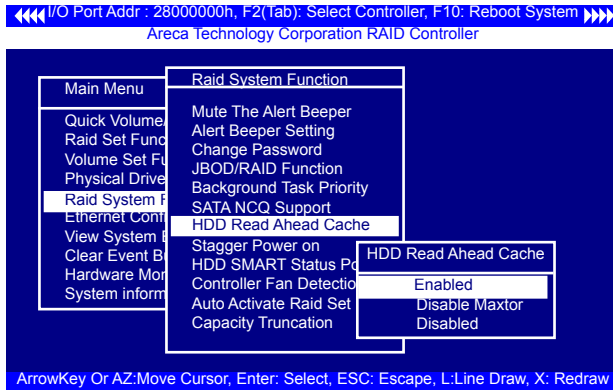 I/O Port Addr : 28000000h, F2(Tab): Select Controller, F10: Reboot System
Areca Technology Corporation RAID Controller
Main Menu
Quick Volume/
Raid Set Func
Volume Set Fu
Physical Drive
Raid System F
Ethernet Confi
View System E
Clear Event B
Hardware Mon
System inform
Raid System Function
Mute The Alert Beeper
Alert Beeper Setting
Change Password
JBOD/RAID Function
Background Task Priority
SATA NCQ Support
HDD Read Ahead Cache
Stagger Power on
HDD SMART Status Po
Controller Fan Detectio
Auto Activate Raid Set
Capacity Truncation
HDD Read Ahead Cache
Enabled
Disable Maxtor
Disabled
ArrowKey Or AZ:Move Cursor, Enter: Select, ESC: Escape, L:Line Draw, X: Redraw